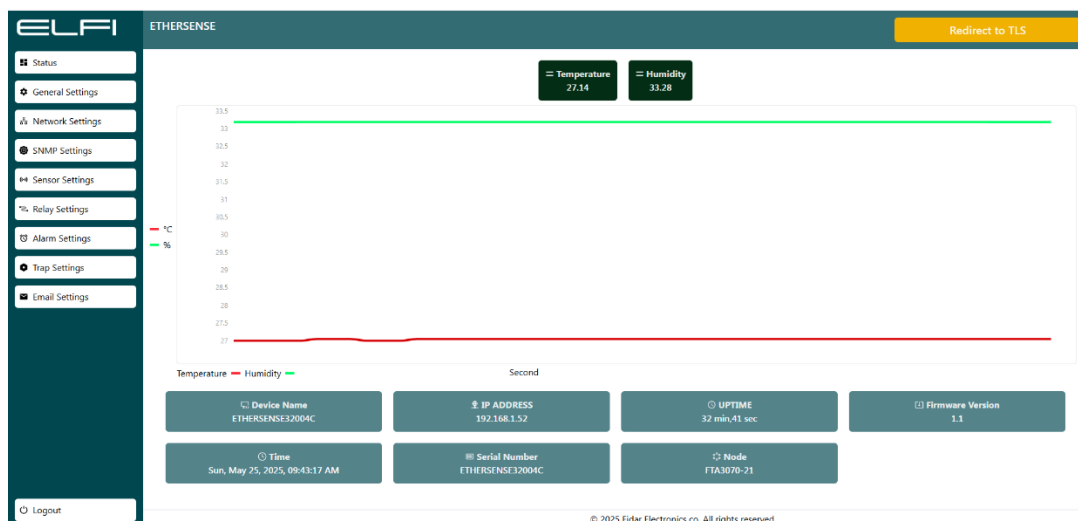 ELFI
ETHERSENSE
Redirect to TLS
Status
General Settings
Network Settings
SNMP Settings
Sensor Settings
Relay Settings
Alarm Settings
Trap Settings
Email Settings
Logout
Temperature
27.14
Humidity
33.28
33.5
33
32.5
32
31.5
31
30.5
30
29.5
29
28.5
28
27.5
27
°C
%
Temperature Humidity
Second
Device Name
ETHERSENSE32004C
IP ADDRESS
192.168.1.52
UPTIME
32 min,41 sec
Firmware Version
1.1
Time
Sun, May 25, 2025, 09:43:17 AM
Serial Number
ETHERSENSE32004C
Node
FTA3070-21
© 2025 Fidar Electronics co. All rights reserved